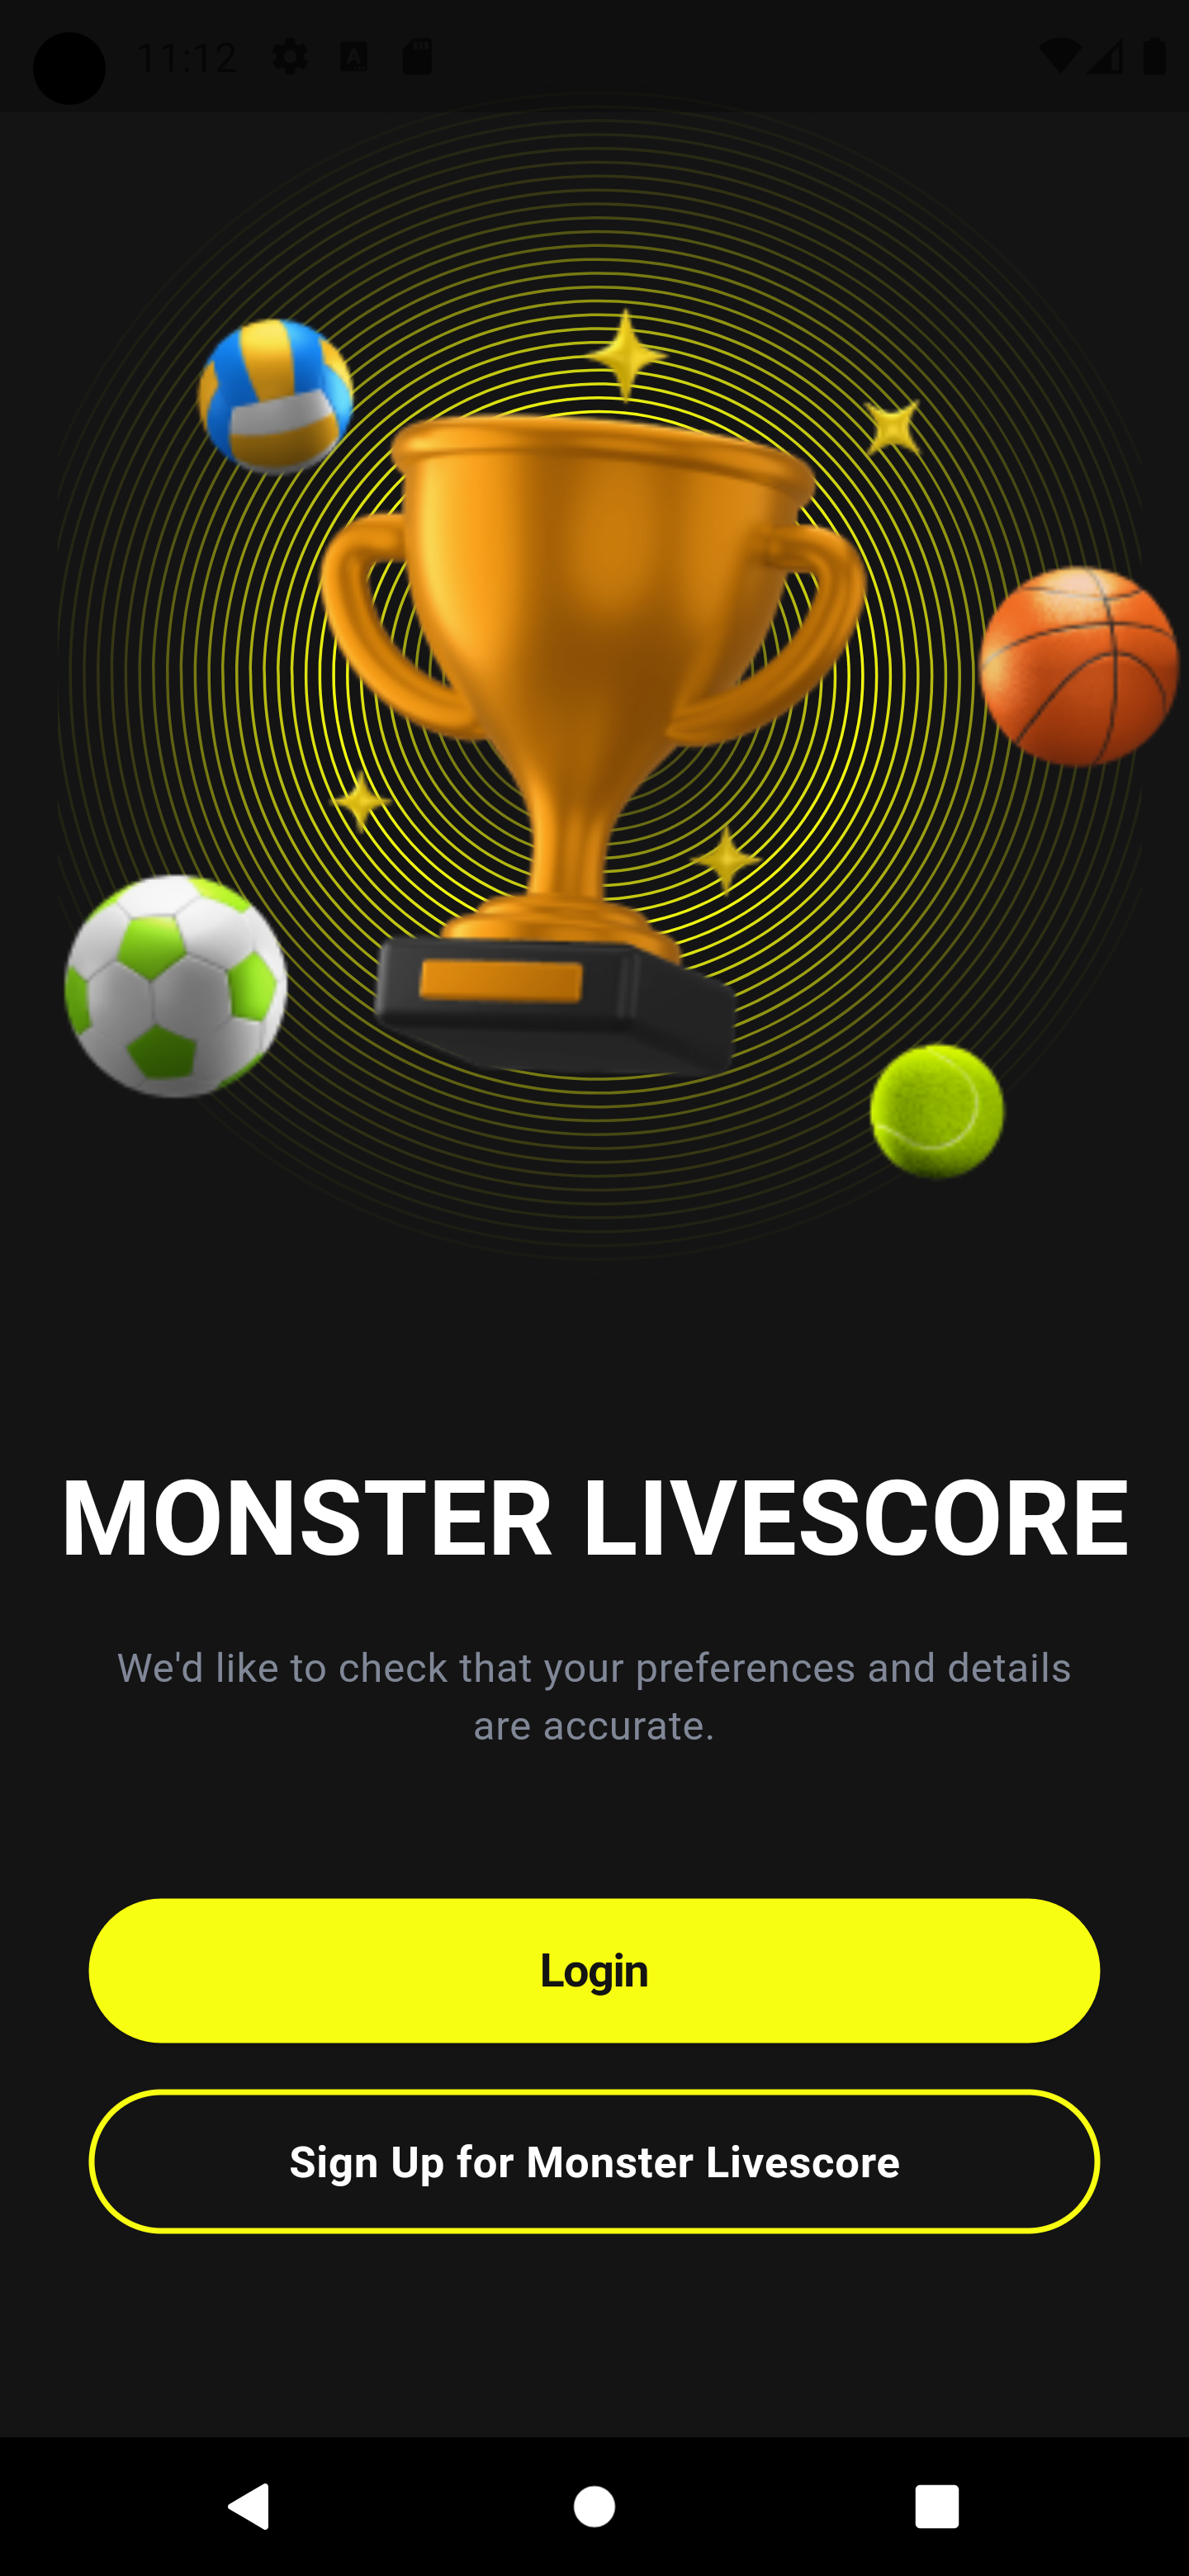 11:12
MONSTER LIVESCORE
We'd like to check that your preferences and details
are accurate.
Login
Sign Up for Monster Livescore